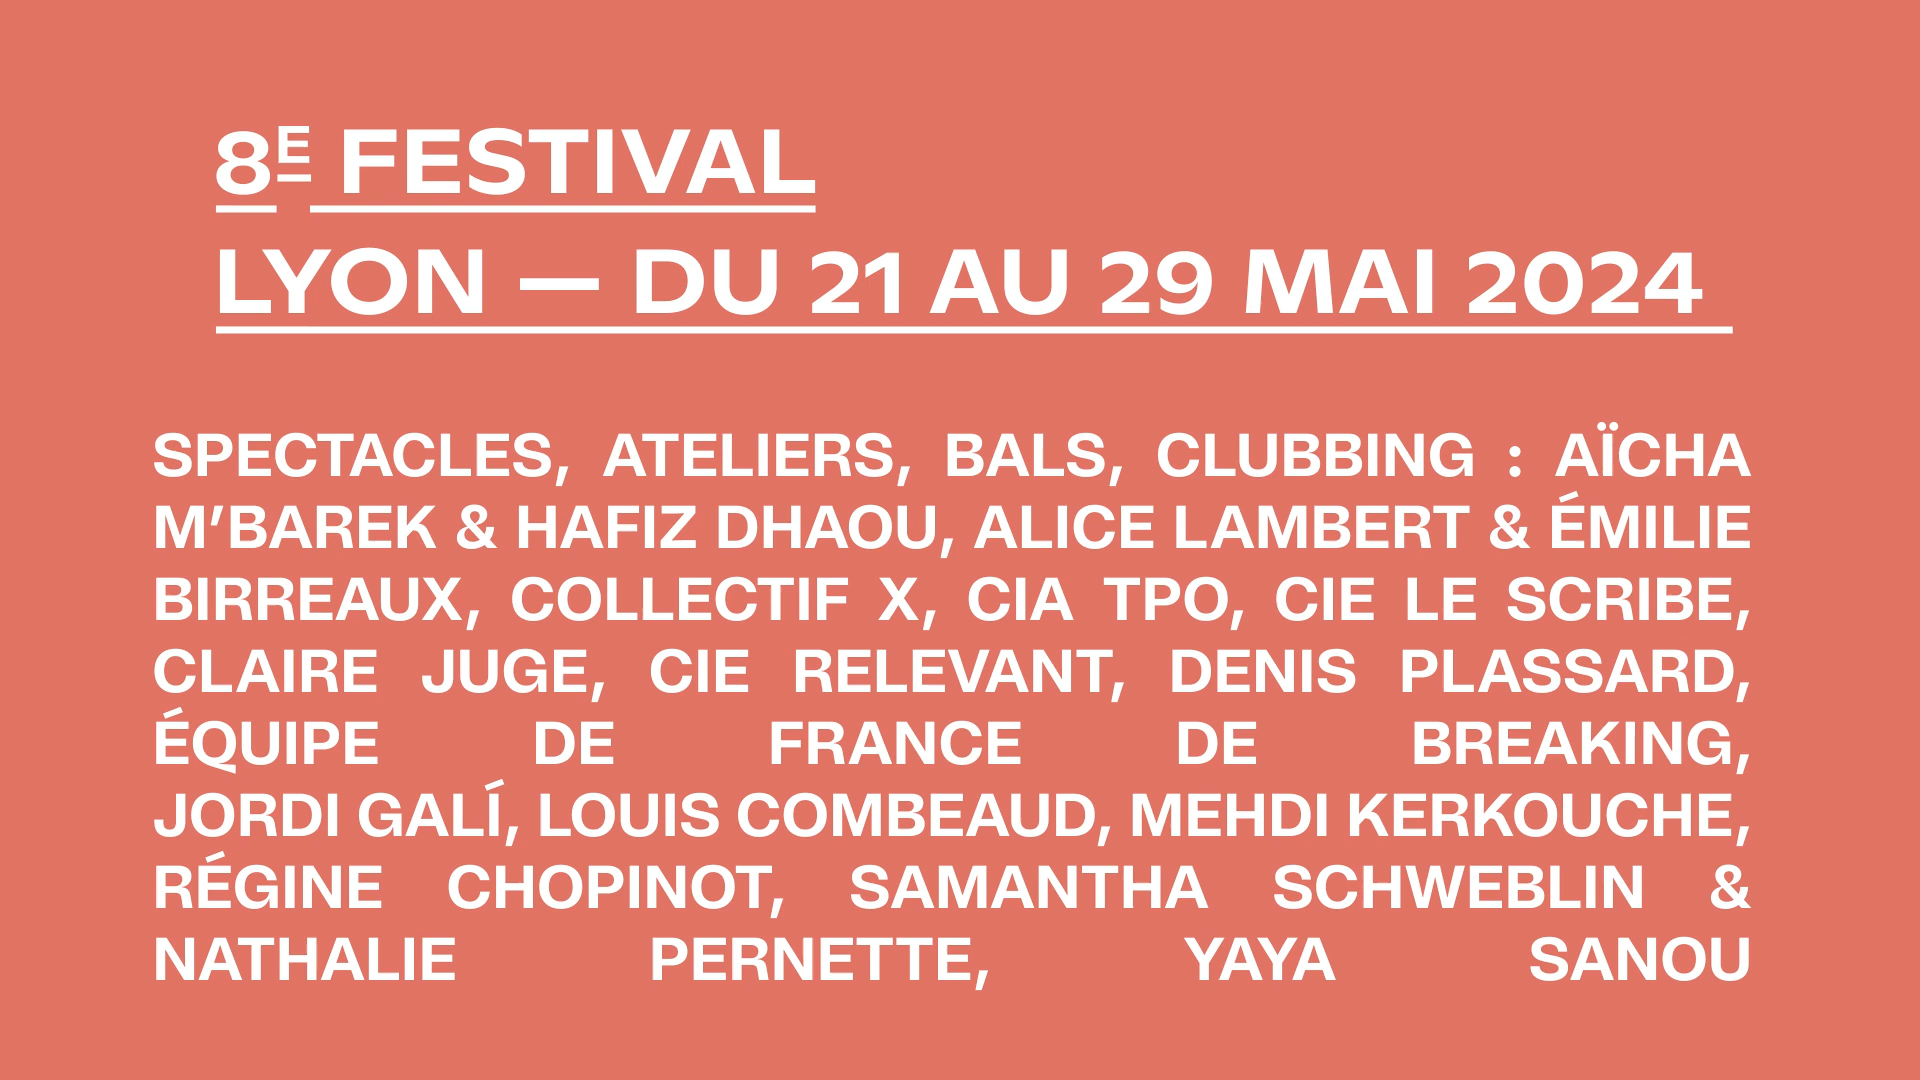 8E FESTIVAL
LYON — DU 21 AU 29 MAI 2024
SPECTACLES, ATELIERS, BALS, CLUBBING : AÏCHA
M’BAREK & HAFIZ DHAOU, ALICE LAMBERT & ÉMILIE
BIRREAUX, COLLECTIF X, CIA TPO, CIE LE SCRIBE,
CLAIRE JUGE, CIE RELEVANT, DENIS PLASSARD,
ÉQUIPE DE FRANCE DE BREAKING,
JORDI GALÍ, LOUIS COMBEAUD, MEHDI KERKOUCHE,
RÉGINE CHOPINOT, SAMANTHA SCHWEBLIN &
NATHALIE PERNETTE, YAYA SANOU